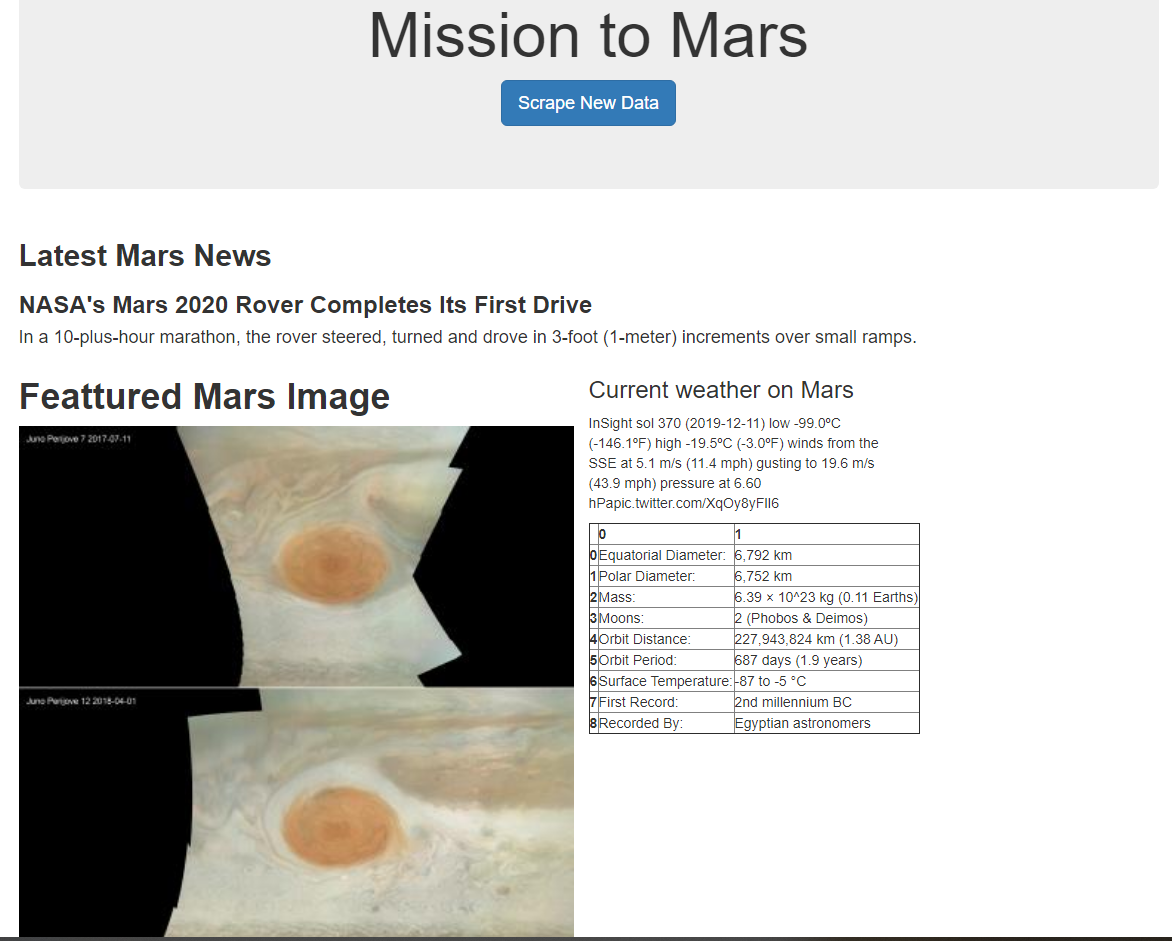 Mission to Mars
Scrape New Data
Latest Mars News
NASA's Mars 2020 Rover Completes Its First Drive
In a 10-plus-hour marathon, the rover steered, turned and drove in 3-foot (1-meter) increments over small ramps.
Feattured Mars Image
Juno Perijove 7 2017-07-11
Juno Perijove 12 2018-04-01
Current weather on Mars
InSight sol 370 (2019-12-11) low -99.0ºC
(-146.1ºF) high -19.5ºC (-3.0ºF) winds from the
SSE at 5.1 m/s (11.4 mph) gusting to 19.6 m/s
(43.9 mph) pressure at 6.60
hPapic.twitter.com/XqOy8yFIl6
0 1
0 Equatorial Diameter: 6,792 km
1 Polar Diameter: 6,752 km
2 Mass: 6.39 × 10^23 kg (0.11 Earths)
3 Moons: 2 (Phobos & Deimos)
4 Orbit Distance: 227,943,824 km (1.38 AU)
5 Orbit Period: 687 days (1.9 years)
6 Surface Temperature: -87 to -5 °C
7 First Record: 2nd millennium BC
8 Recorded By: Egyptian astronomers